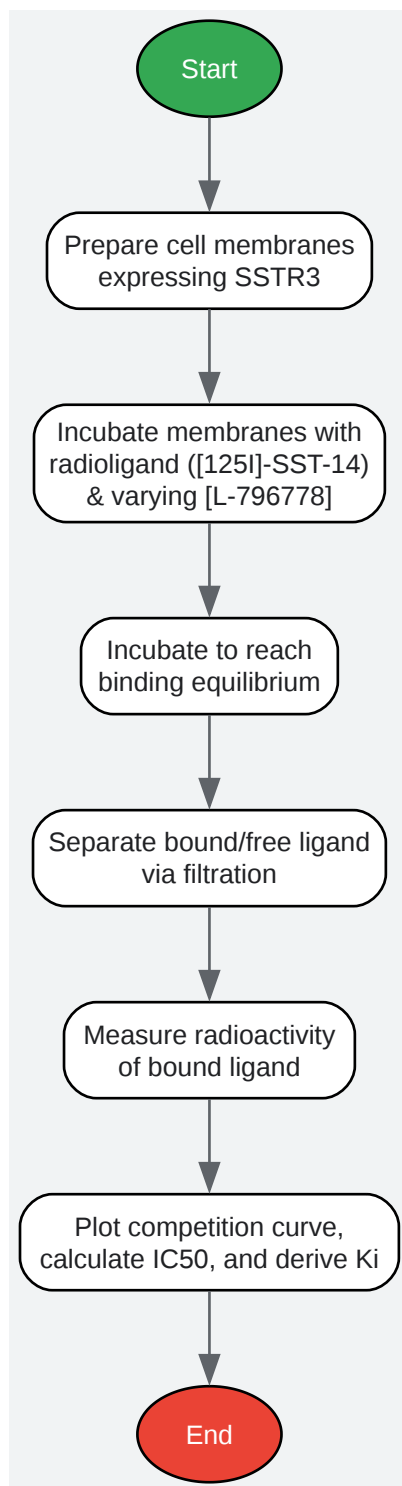 Start
Prepare cell membranes
expressing SSTR3
Incubate membranes with
radioligand ([125I]-SST-14)
& varying [L-796778]
Incubate to reach
binding equilibrium
Separate bound/free ligand
via filtration
Measure radioactivity
of bound ligand
Plot competition curve,
calculate IC50, and derive Ki
End